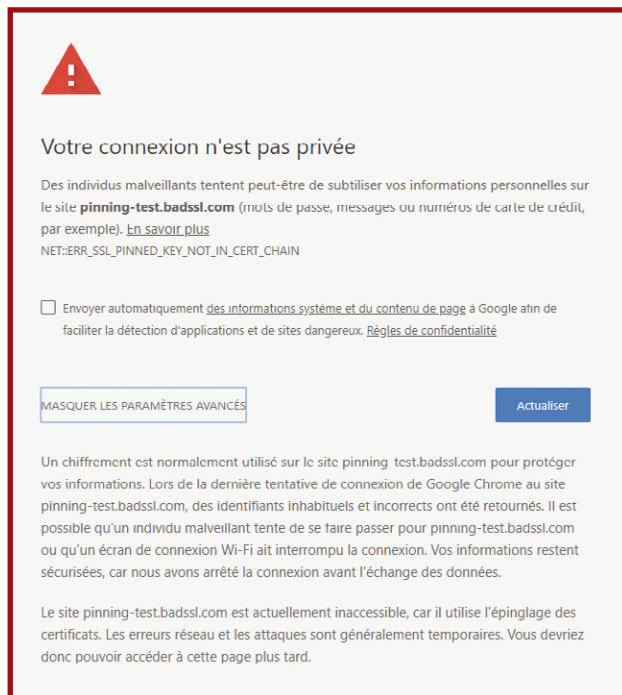 Votre connexion n'est pas privée
Des individus malveillants tentent peut-être de subtiliser vos informations personnelles sur
le site pinning-test.badssl.com (mots de passe, messages ou numéros de carte de crédit,
par exemple). En savoir plus
NET::ERR_SSL_PINNED_KEY_NOT_IN_CERT_CHAIN
Envoyer automatiquement des informations système et du contenu de page à Google afin de
faciliter la détection d'applications et de sites dangereux. Règles de confidentialité
MASQUER LES PARAMÈTRES AVANCÉS
Actualiser
Un chiffrement est normalement utilisé sur le site pinning-test.badssl.com pour protéger
vos informations. Lors de la dernière tentative de connexion de Google Chrome au site
pinning-test.badssl.com, des identifiants inhabituels et incorrects ont été retournés. Il est
possible qu'un individu malveillant tente de se faire passer pour pinning-test.badssl.com
ou qu'un écran de connexion Wi-Fi ait interrompu la connexion. Vos informations restent
sécurisées, car nous avons arrêté la connexion avant l'échange des données.
Le site pinning-test.badssl.com est actuellement inaccessible, car il utilise l'épinglage des
certificats. Les erreurs réseau et les attaques sont généralement temporaires. Vous devriez
donc pouvoir accéder à cette page plus tard.